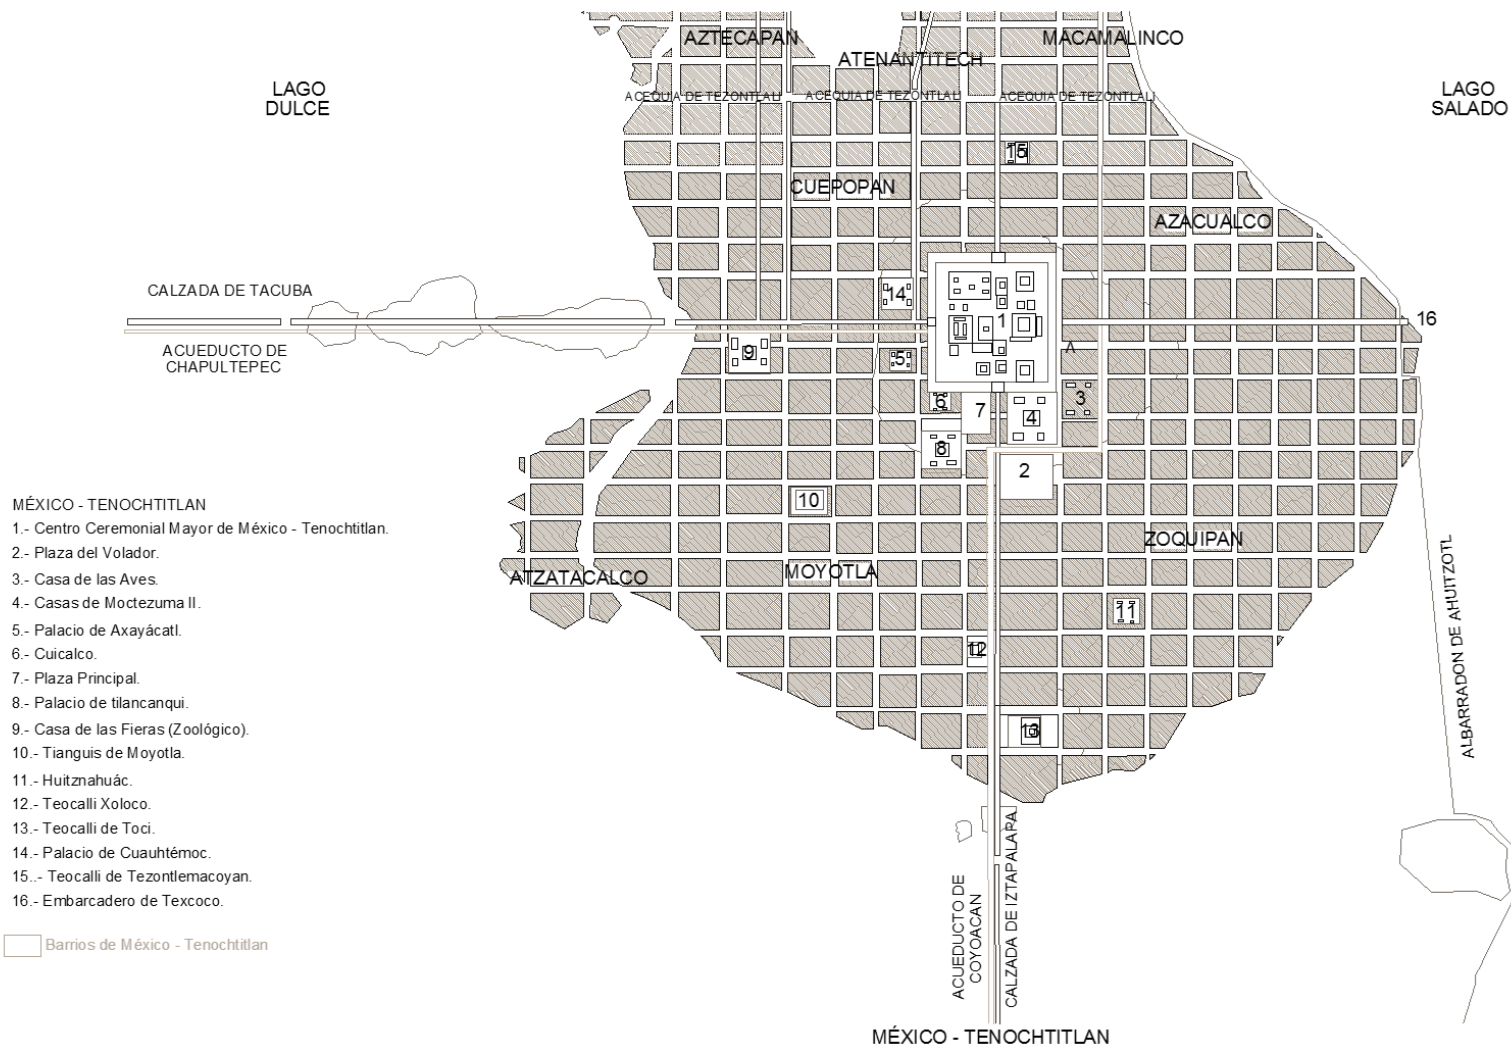 AZTECAPAN
MACAMALINCO
ATENANTITECH
LAGO
DULCE
LAGO
SALADO
ACEQUIA DE TEZONTLALI
ACEQUIA DE TEZONTLALI
ACEQUIA DE TEZONTLALI
15
CUEPOPAN
AZACUALCO
CALZADA DE TACUBA
14
1
16
ACUEDUCTO DE
CHAPULTEPEC
9
5
A
6
7
4
3
8
2
10
MÉXICO - TENOCHTITLAN
1.- Centro Ceremonial Mayor de México - Tenochtitlan.
2.- Plaza del Volador.
3.- Casa de las Aves.
4.- Casas de Moctezuma II.
5.- Palacio de Axayácatl.
6.- Cuicalco.
7.- Plaza Principal.
8.- Palacio de tilancanqui.
9.- Casa de las Fieras (Zoológico).
10.- Tianguis de Moyotla.
11.- Huitznahuác.
12.- Teocalli Xoloco.
13.- Teocalli de Toci.
14.- Palacio de Cuauhtémoc.
15..- Teocalli de Tezontlemacoyan.
16.- Embarcadero de Texcoco.
Barrios de México - Tenochtitlan
ZOQUIPAN
ATZATACALCO
MOYOTLA
11
12
13
ALBARRADON DE AHUITZOTL
ACUEDUCTO DE
COYOACAN
CALZADA DE IZTAPALAPA
MÉXICO - TENOCHTITLAN